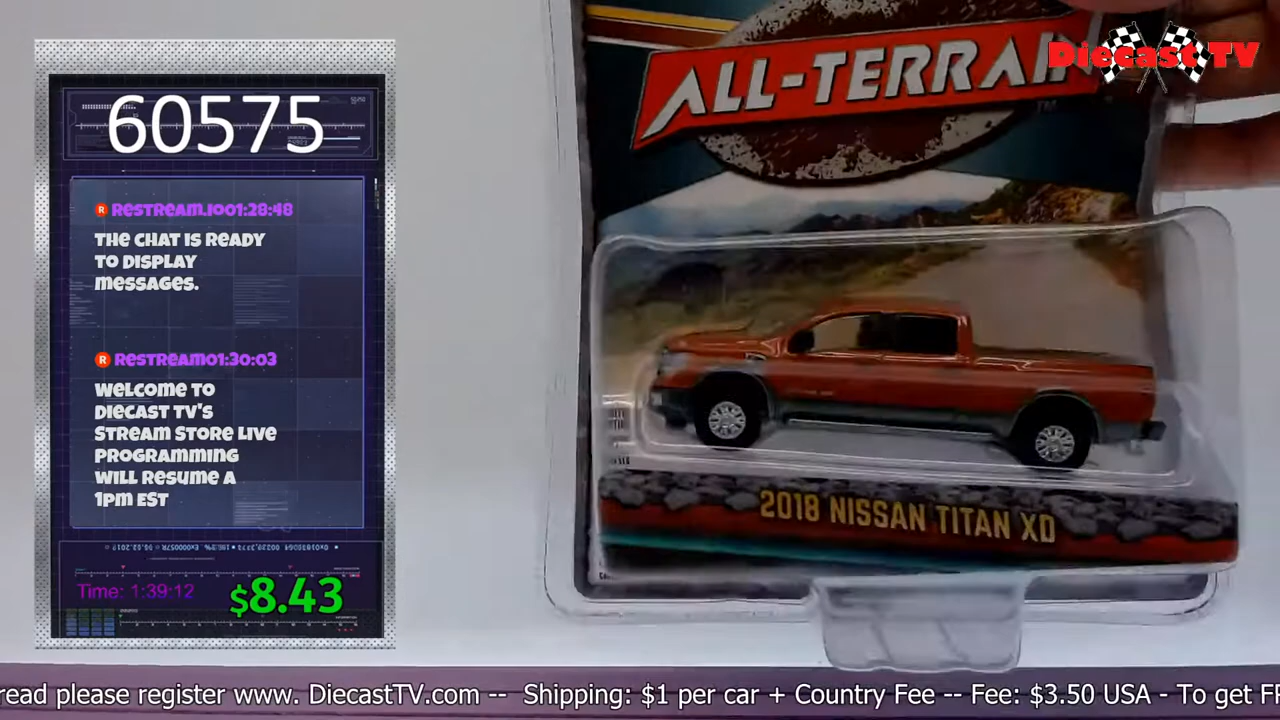 60575
Restream.io01:28:48
The chat is ready
to display
messages.
Restream01:30:03
Welcome to
Diecast TV's
Stream Store Live
Programming
will resume a
1pm EST
Time: 1:39:12
$8.43
ALL-TERRAIN
Diecast TV
2018 NISSAN TITAN XD
read please register www. DiecastTV.com -- Shipping: $1 per car + Country Fee -- Fee: $3.50 USA - To get